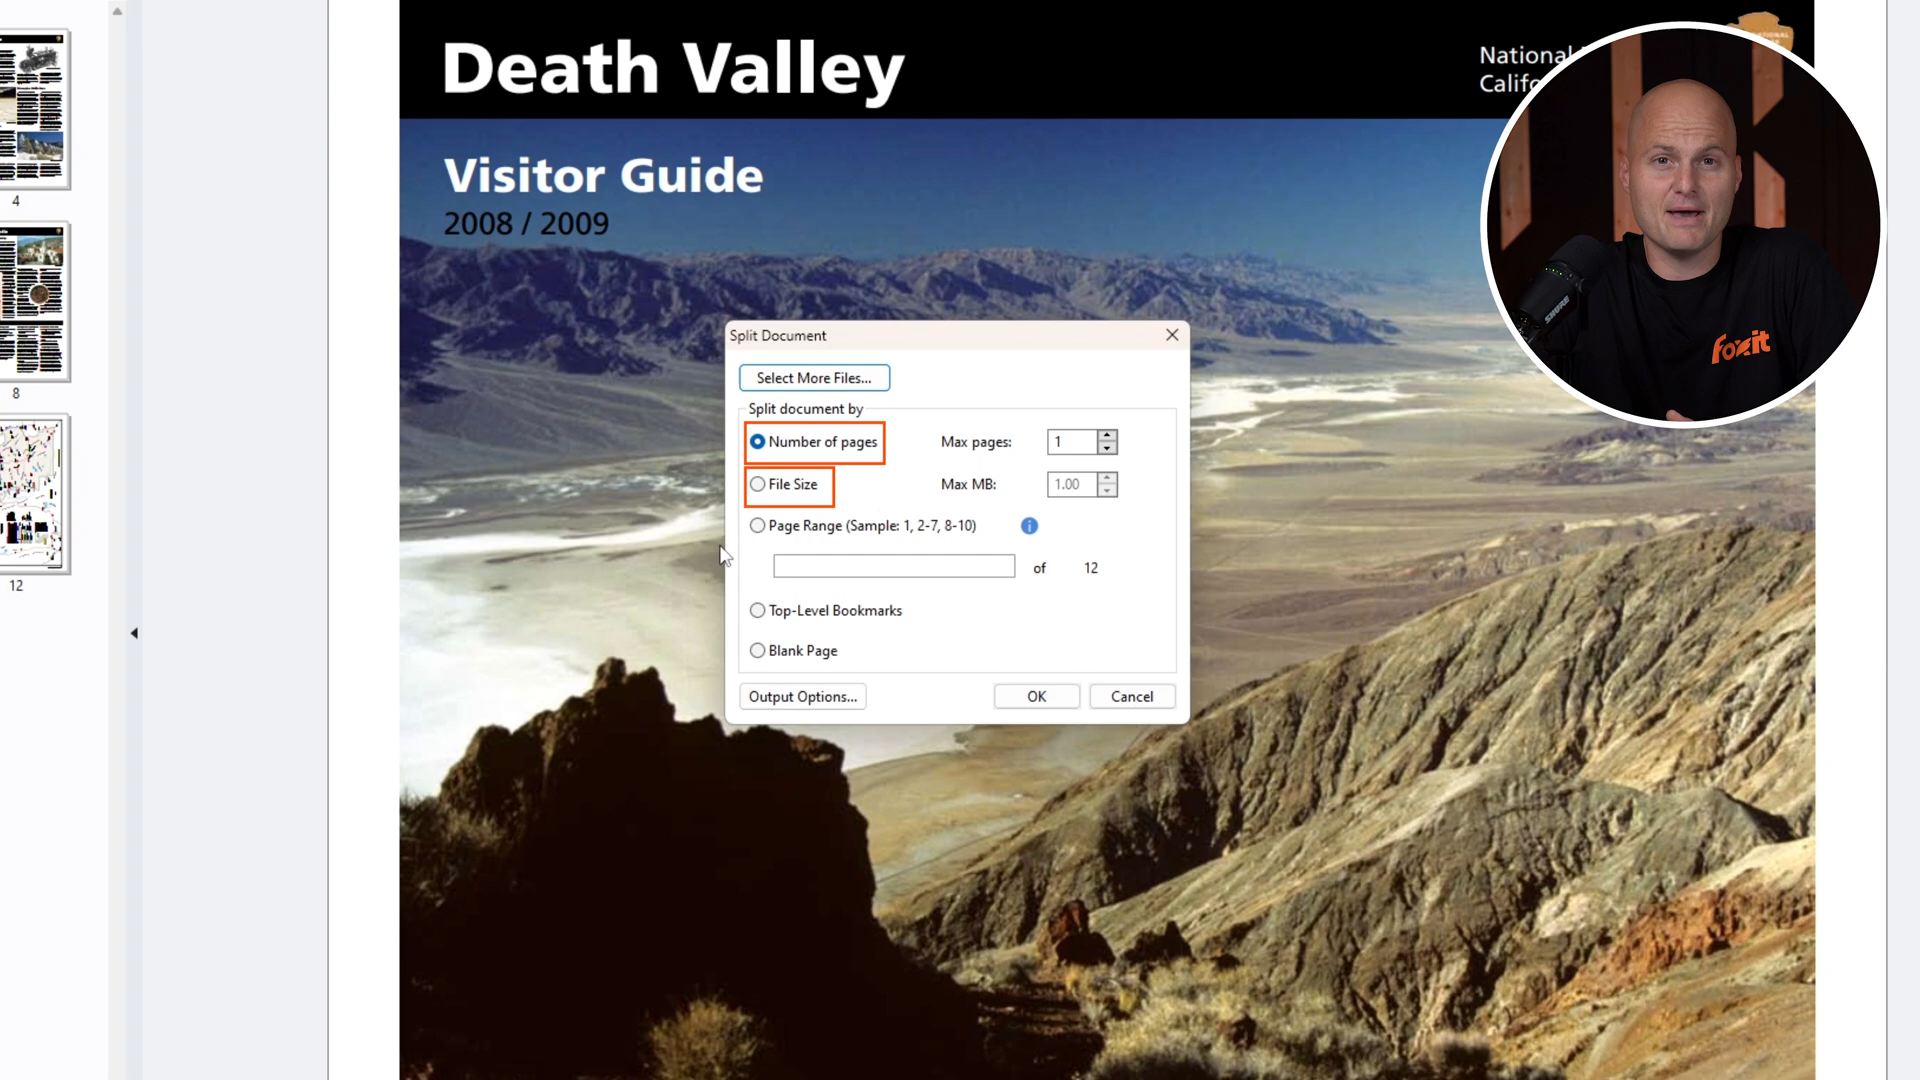 Death Valley
National
Visitor Guide
2008 / 2009
4
8
12
Split Document
Select More Files...
Split document by
Number of pages
Max pages:
1
File Size
Max MB:
1.00
Page Range (Sample: 1, 2-7, 8-10)
of
12
Top-Level Bookmarks
Blank Page
Output Options...
OK
Cancel
SHURE
foxit